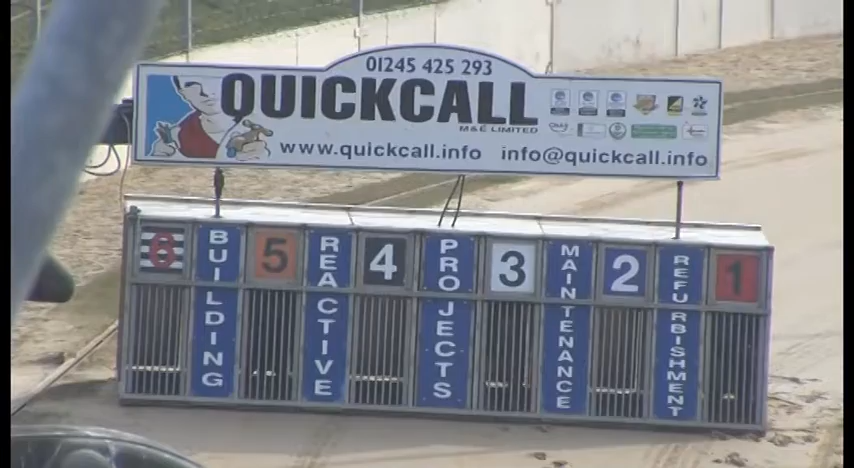 01245 425 293
QUICKCALL
M&E LIMITED
www.quickcall.info
info@quickcall.info
6
BUILDING
5
REACTIVE
4
PROJECTS
3
MAINTENANCE
2
REFURBISHMENT
1